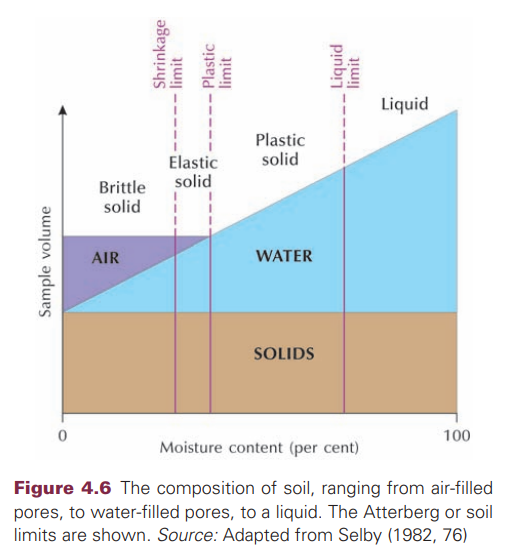 Shrinkage
limit
Plastic
limit
Liquid
limit
Liquid
Plastic
solid
Elastic
solid
Brittle
solid
AIR
WATER
SOLIDS
Sample volume
0
100
Moisture content (per cent)
Figure 4.6 The composition of soil, ranging from air-filled
pores, to water-filled pores, to a liquid. The Atterberg or soil
limits are shown. Source: Adapted from Selby (1982, 76)